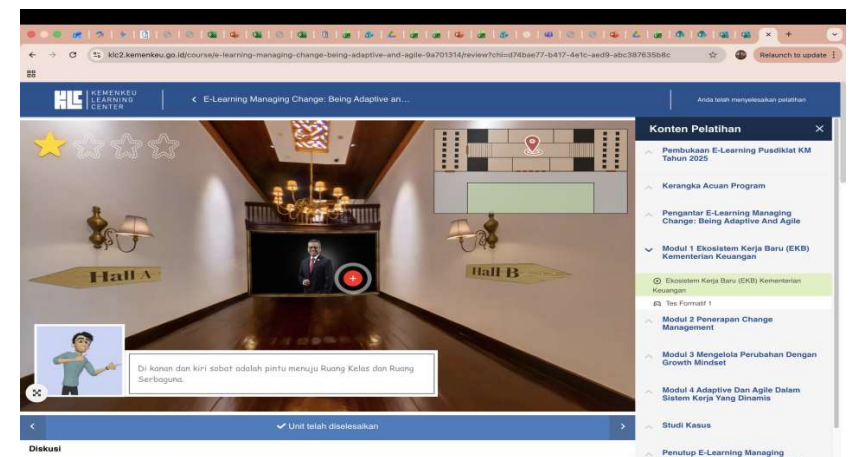 klc2.kemenkeu.go.id/course/e-learning-managing-change-being-adaptive-and-agile-9a701314/review?chi=d74bae77-b417-4e1c-aed9-abc387635b8c
Relaunch to update
KLC
KEMENKEU
LEARNING
CENTER
E-Learning Managing Change: Being Adaptive an...
Anda telah menyelesaikan pelatihan
Hall A
Hall B
Di kanan dan kiri sobat adalah pintu menuju Ruang Kelas dan Ruang
Serbaguna.
Unit telah diselesaikan
Diskusi
Konten Pelatihan
Pembukaan E-Learning Pusdiklat KM
Tahun 2025
Kerangka Acuan Program
Pengantar E-Learning Managing
Change: Being Adaptive And Agile
Modul 1 Ekosistem Kerja Baru (EKB)
Kementerian Keuangan
Ekosistem Kerja Baru (EKB) Kementerian
Keuangan
Tes Formatif 1
Modul 2 Penerapan Change
Management
Modul 3 Mengelola Perubahan Dengan
Growth Mindset
Modul 4 Adaptive Dan Agile Dalam
Sistem Kerja Yang Dinamis
Studi Kasus
Penutup E-Learning Managing